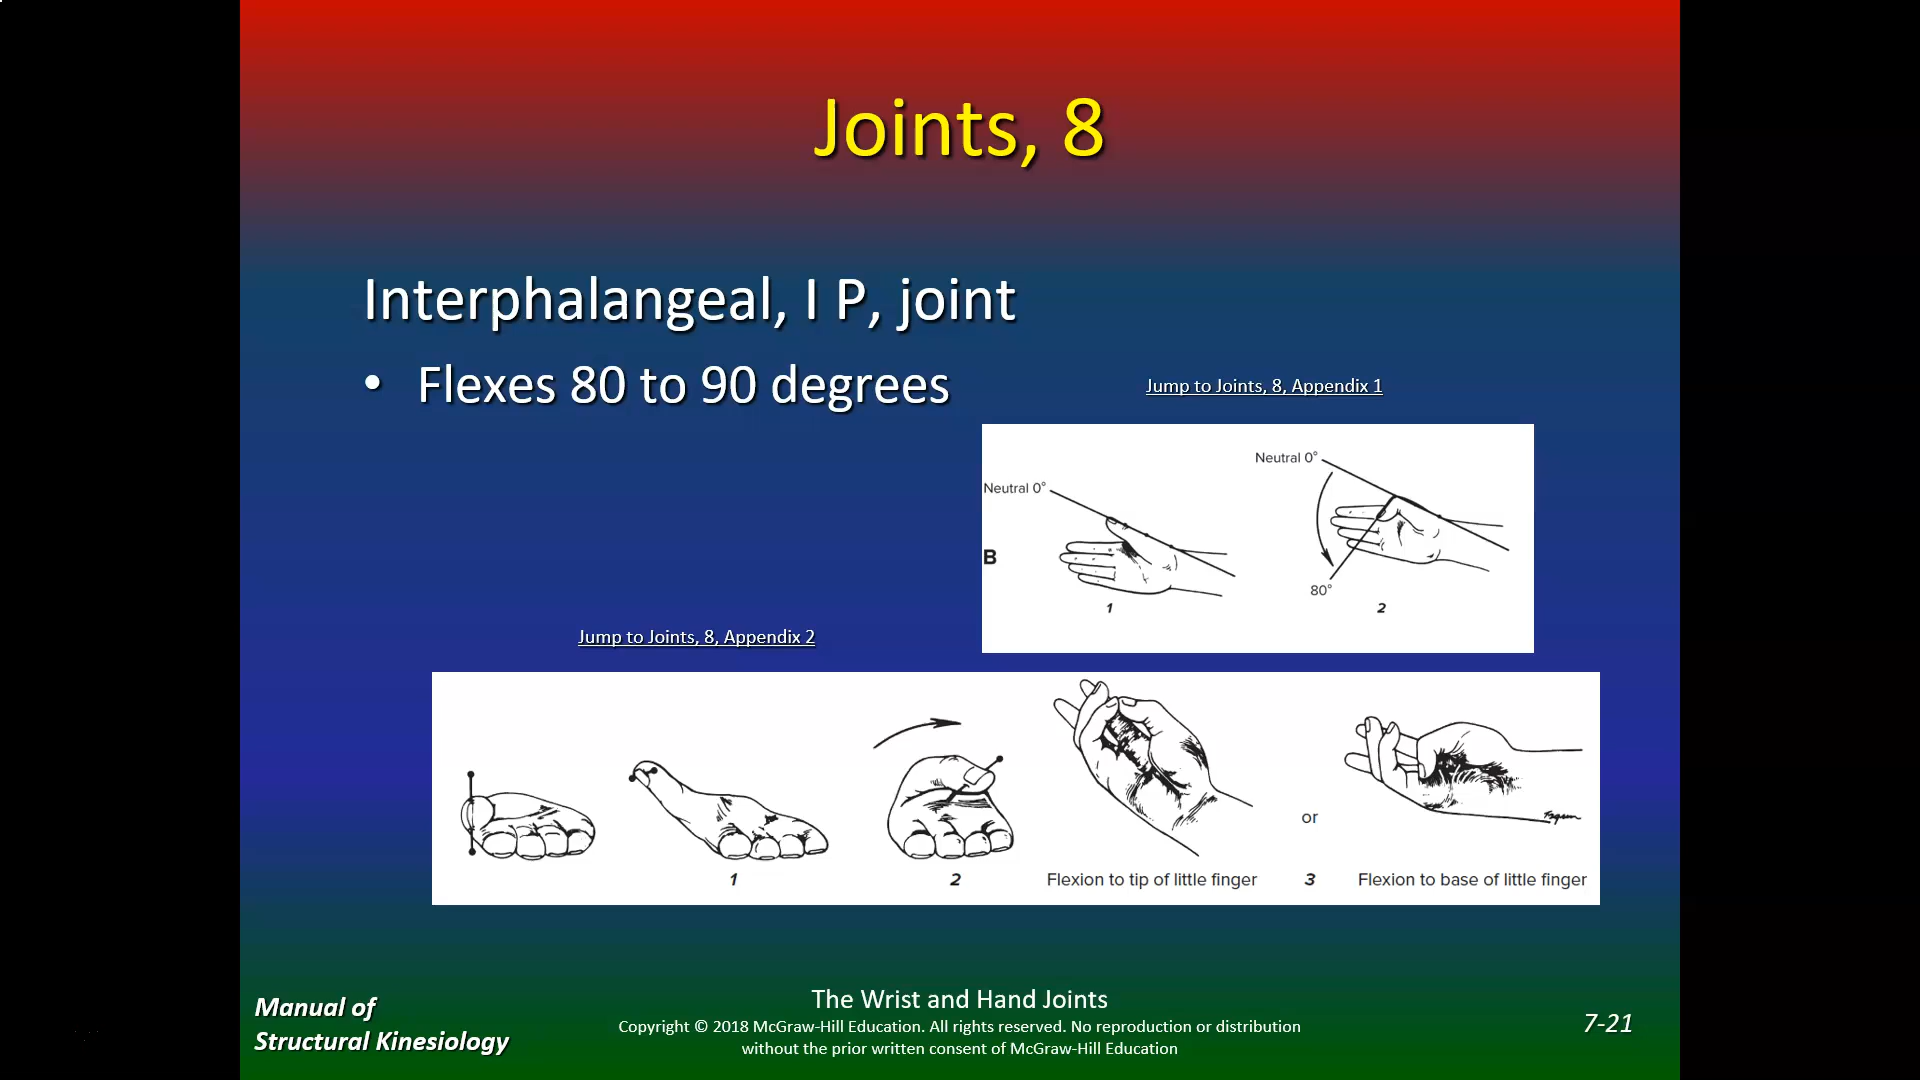 Joints, 8
Interphalangeal, I P, joint
• Flexes 80 to 90 degrees
Jump to Joints, 8, Appendix 1
Neutral 0°
Neutral 0°
B
80°
1
2
Jump to Joints, 8, Appendix 2
or
1
2
Flexion to tip of little finger
3
Flexion to base of little finger
Manual of
Structural Kinesiology
The Wrist and Hand Joints
Copyright © 2018 McGraw-Hill Education. All rights reserved. No reproduction or distribution
without the prior written consent of McGraw-Hill Education
7-21